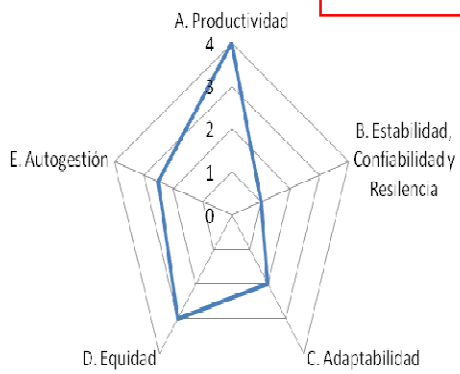 A. Productividad
4
3
2
1
0
B. Estabilidad,
Confiabilidad y
Resilencia
C. Adaptabilidad
D. Equidad
E. Autogestión